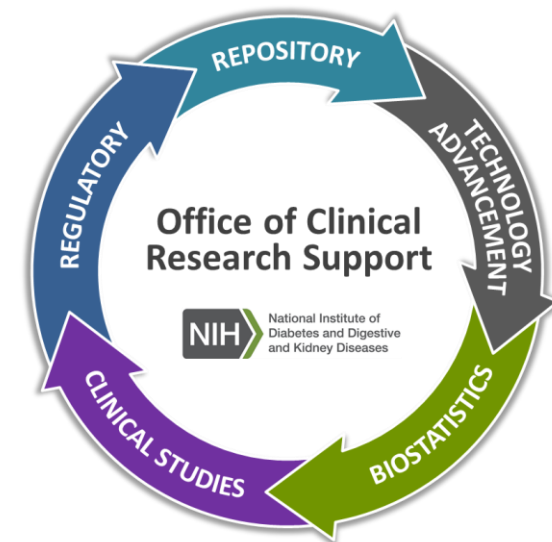 REPOSITORY
TECHNOLOGY
ADVANCEMENT
BIOSTATISTICS
CLINICAL STUDIES
REGULATORY
Office of Clinical
Research Support
NIH
National Institute of
Diabetes and Digestive
and Kidney Diseases